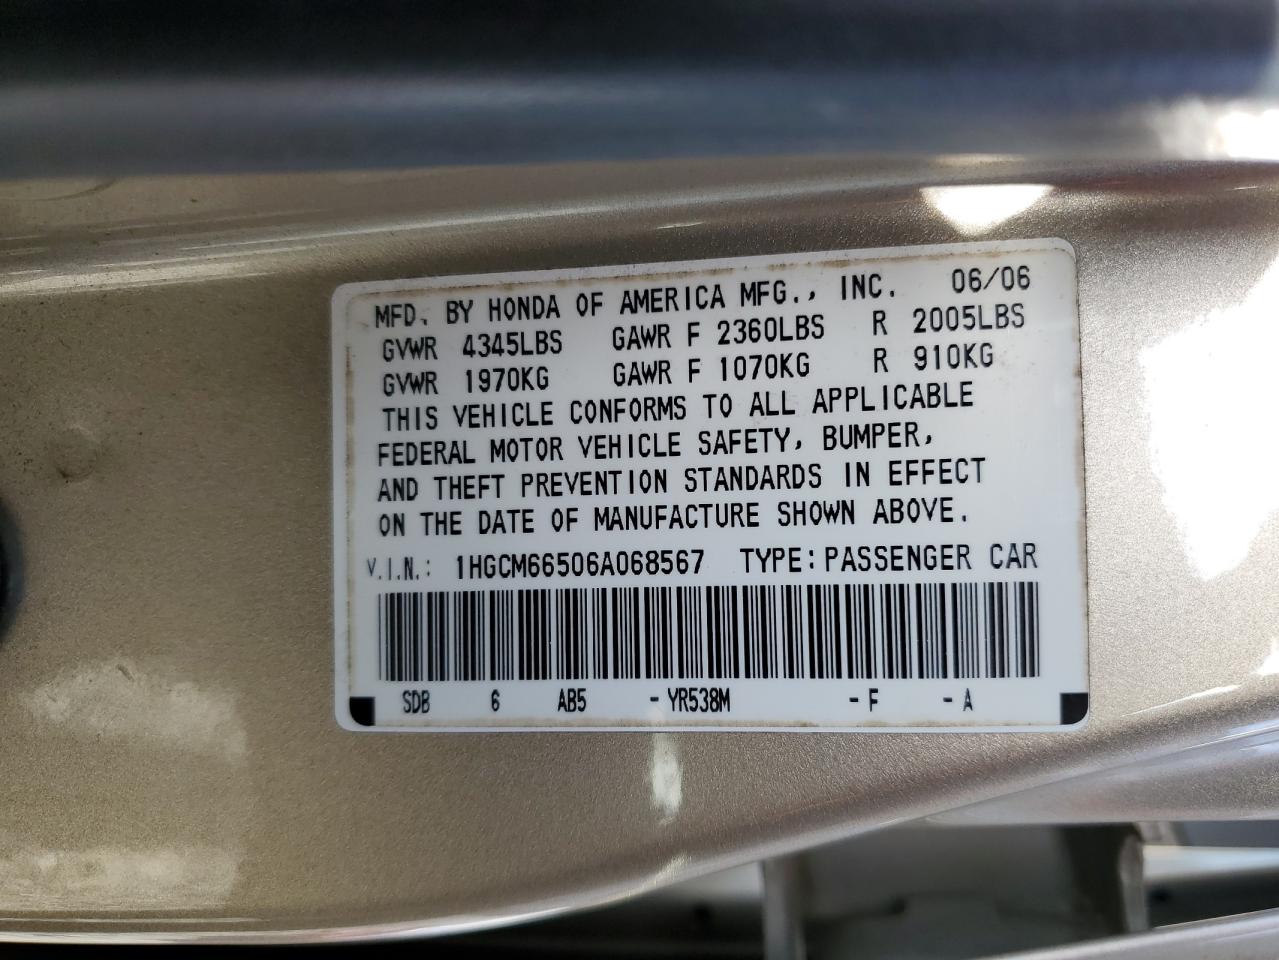 MFD. BY HONDA OF AMERICA MFG., INC. 06/06
GVWR 4345LBS GAWR F 2360LBS R 2005LBS
GVWR 1970KG GAWR F 1070KG R 910KG
THIS VEHICLE CONFORMS TO ALL APPLICABLE
FEDERAL MOTOR VEHICLE SAFETY, BUMPER,
AND THEFT PREVENTION STANDARDS IN EFFECT
ON THE DATE OF MANUFACTURE SHOWN ABOVE.
V.I.N.: 1HGCM66506A068567 TYPE: PASSENGER CAR
SDB 6 AB5 - YR538M - F - A